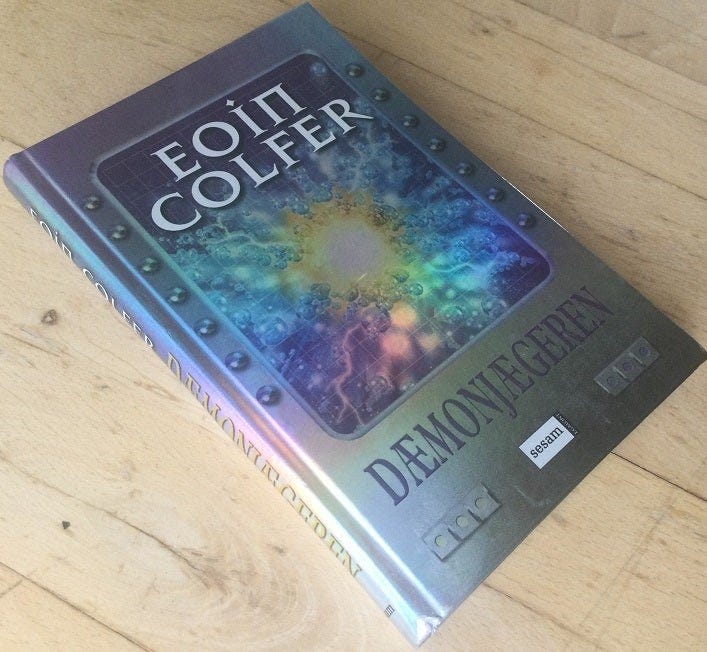 EOIN
COLFER
DÆMONJÆGEREN
sesam
EOIN COLFER DÆMONJÆGEREN